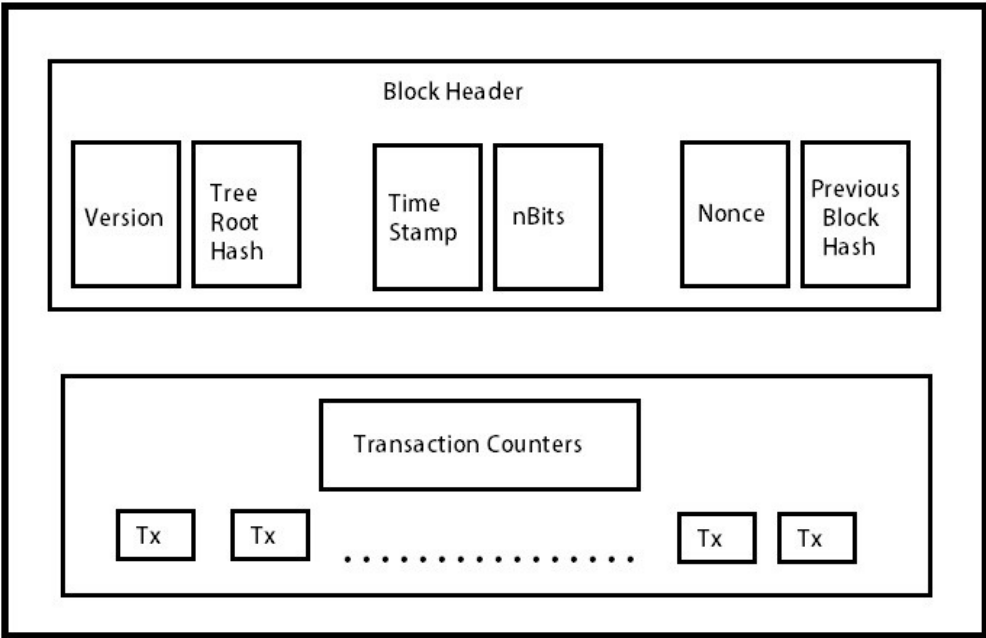 Block Header
Version
Tree
Root
Hash
Time
Stamp
nBits
Nonce
Previous
Block
Hash
Transaction Counters
Tx
Tx
................
Tx
Tx